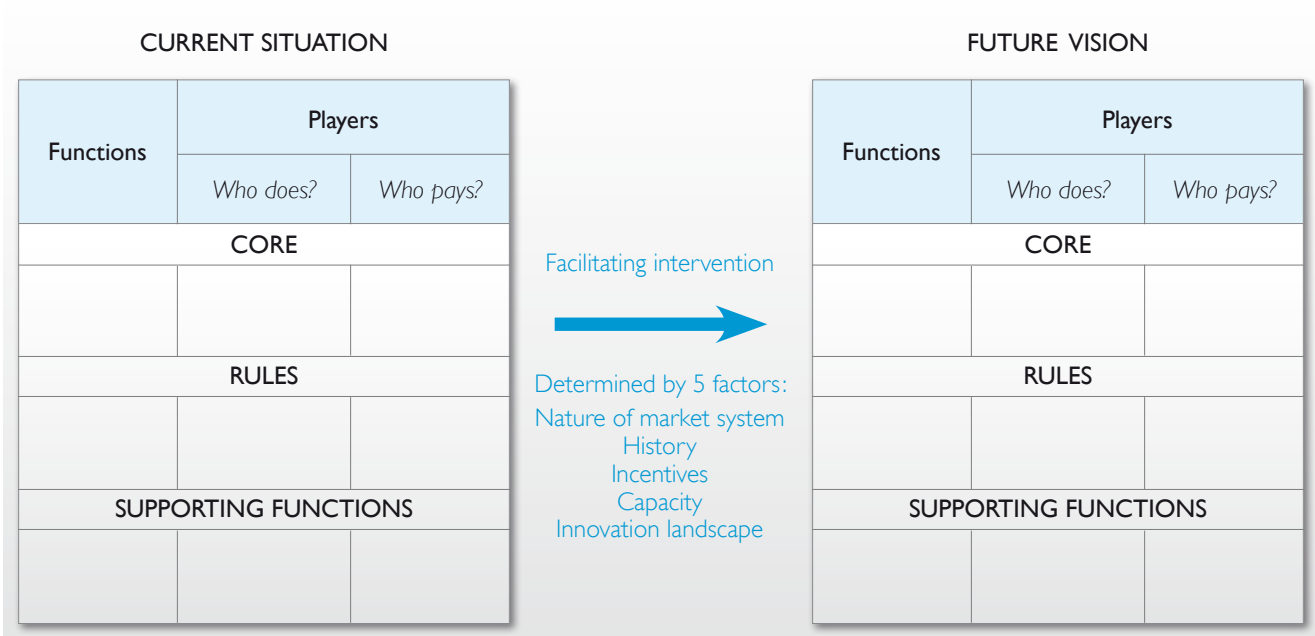 CURRENT SITUATION
Functions
Players
Who does?
Who pays?
CORE
RULES
SUPPORTING FUNCTIONS
Facilitating intervention
Determined by 5 factors:
Nature of market system
History
Incentives
Capacity
Innovation landscape
FUTURE VISION
Functions
Players
Who does?
Who pays?
CORE
RULES
SUPPORTING FUNCTIONS